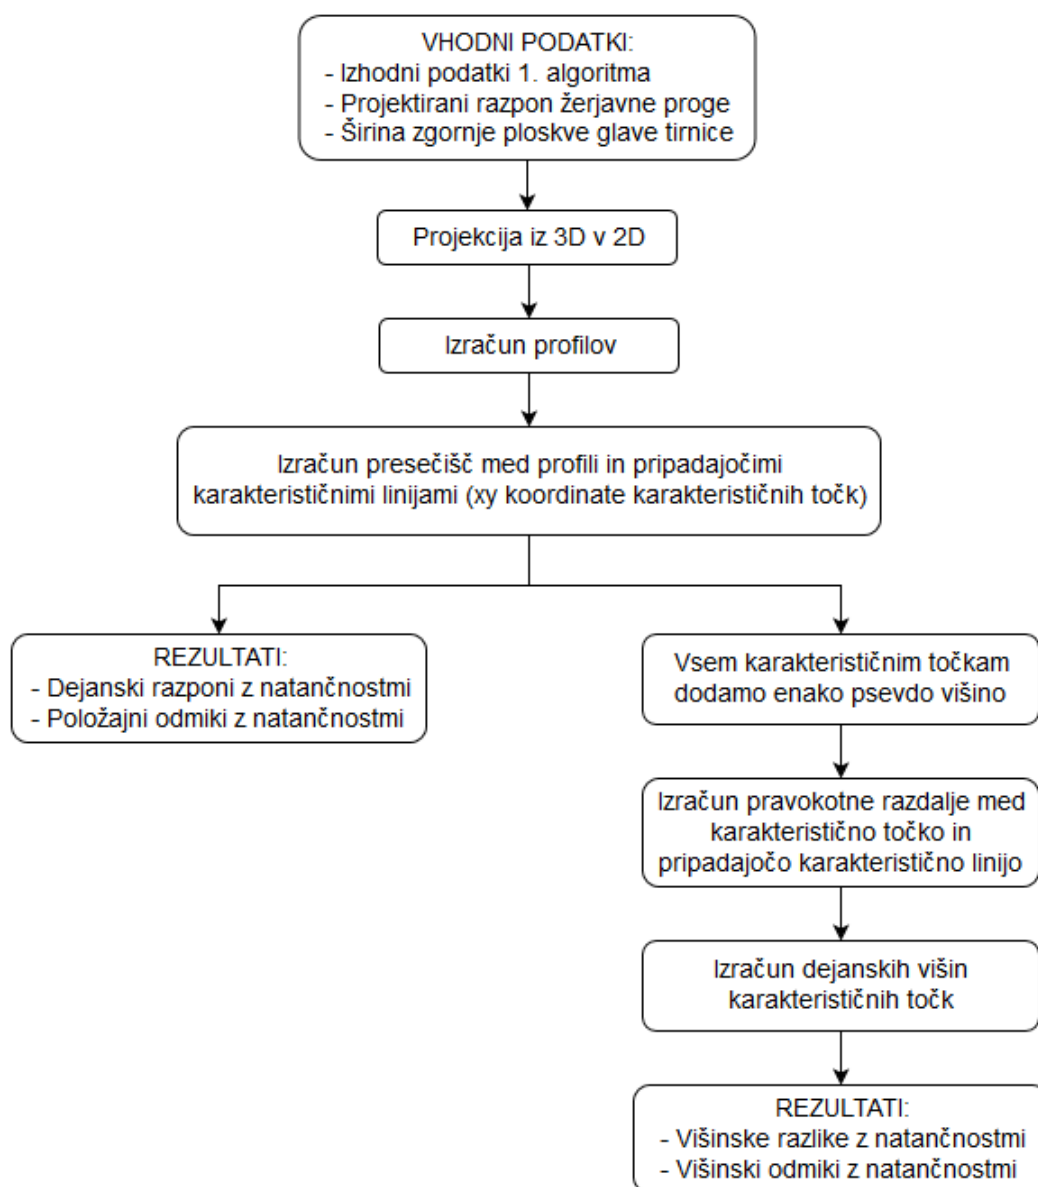 VHODNI PODATKI:
- Izhodni podatki 1. algoritma
- Projektirani razpon žerjavne proge
- Širina zgornje ploskve glave tirnice
Projekcija iz 3D v 2D
Izračun profilov
Izračun presečišč med profili in pripadajočimi
karakterističnimi linijami (xy koordinate karakterističnih točk)
REZULTATI:
- Dejanski razponi z natančnostmi
- Položajni odmiki z natančnostmi
Vsem karakterističnim točkam
dodamo enako psevdo višino
Izračun pravokotne razdalje med
karakteristično točko in
pripadajočo karakteristično linijo
Izračun dejanskih višin
karakterističnih točk
REZULTATI:
- Višinske razlike z natančnostmi
- Višinski odmiki z natančnostmi